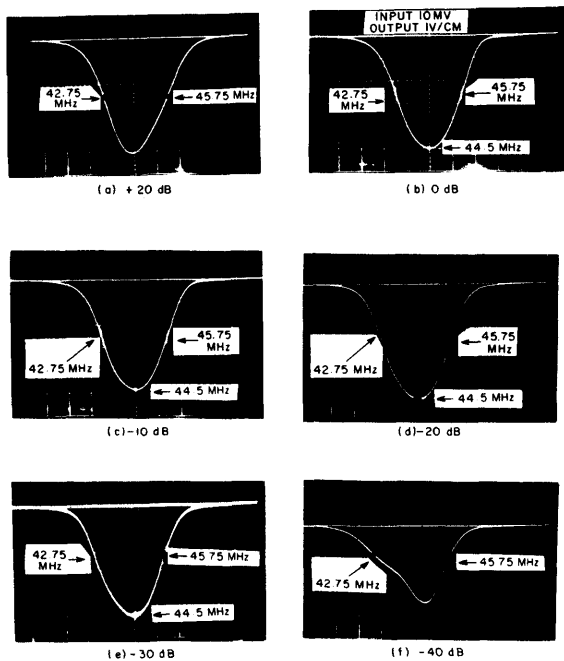 42.75
MHz
45.75 MHz
(a) +20 dB
INPUT 10MV
OUTPUT 1V/CM
42.75
MHz
45.75
MHz
44.5 MHz
(b) 0 dB
42.75 MHz
45.75
MHz
44.5 MHz
(c) -10 dB
42.75 MHz
45.75
MHz
44.5 MHz
(d) -20 dB
42.75
MHz
45.75 MHz
44.5 MHz
(e) -30 dB
42.75 MHz
45.75 MHz
(f) -40 dB